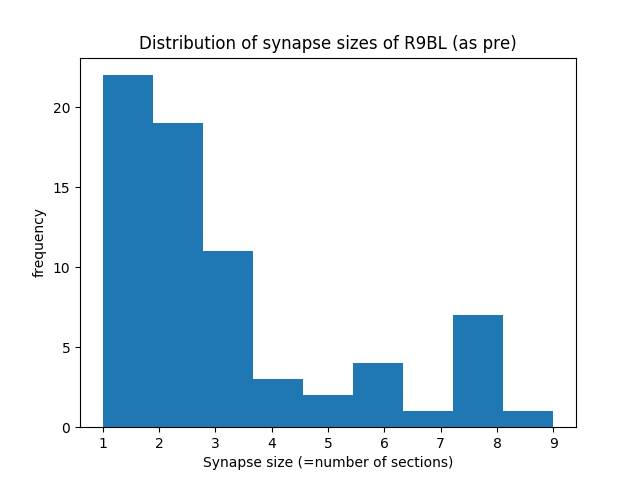 Distribution of synapse sizes of R9BL (as pre)
20
15
10
5
0
frequency
1 2 3 4 5 6 7 8 9
Synapse size (=number of sections)